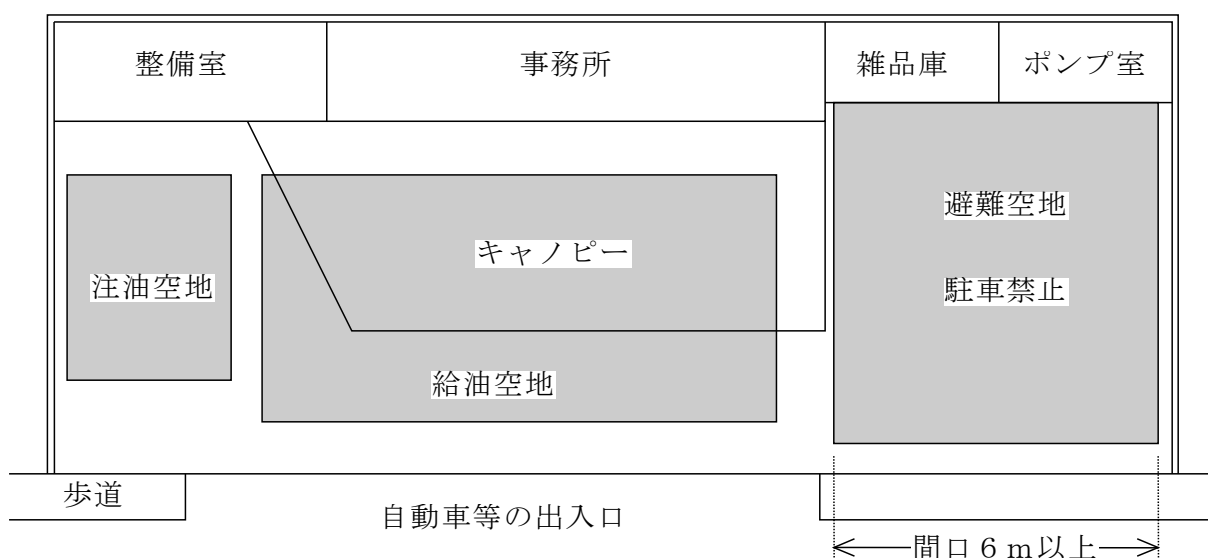 整備室
事務所
雑品庫
ポンプ室
避難空地
キャノピー
注油空地
駐車禁止
給油空地
歩道
自動車等の出入口
間口6m以上